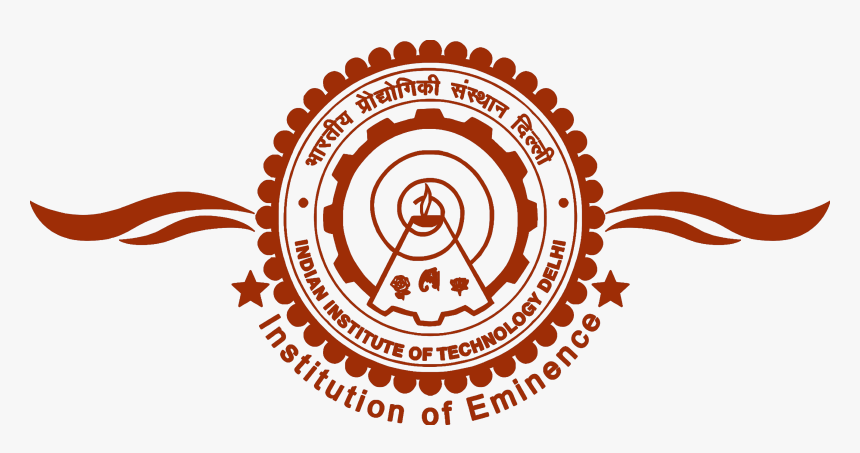 भारतीय प्रौद्योगिकी संस्थान दिल्ली
INDIAN INSTITUTE OF TECHNOLOGY DELHI
Institution of Eminence